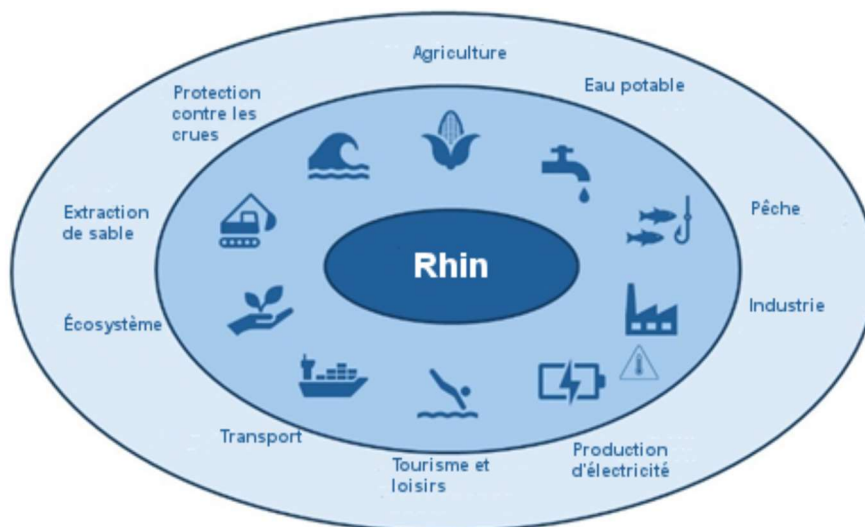 Agriculture
Eau potable
Protection
contre les
crues
Extraction
de sable
Pêche
Rhin
Écosystème
Industrie
Transport
Tourisme et
loisirs
Production
d'électricité